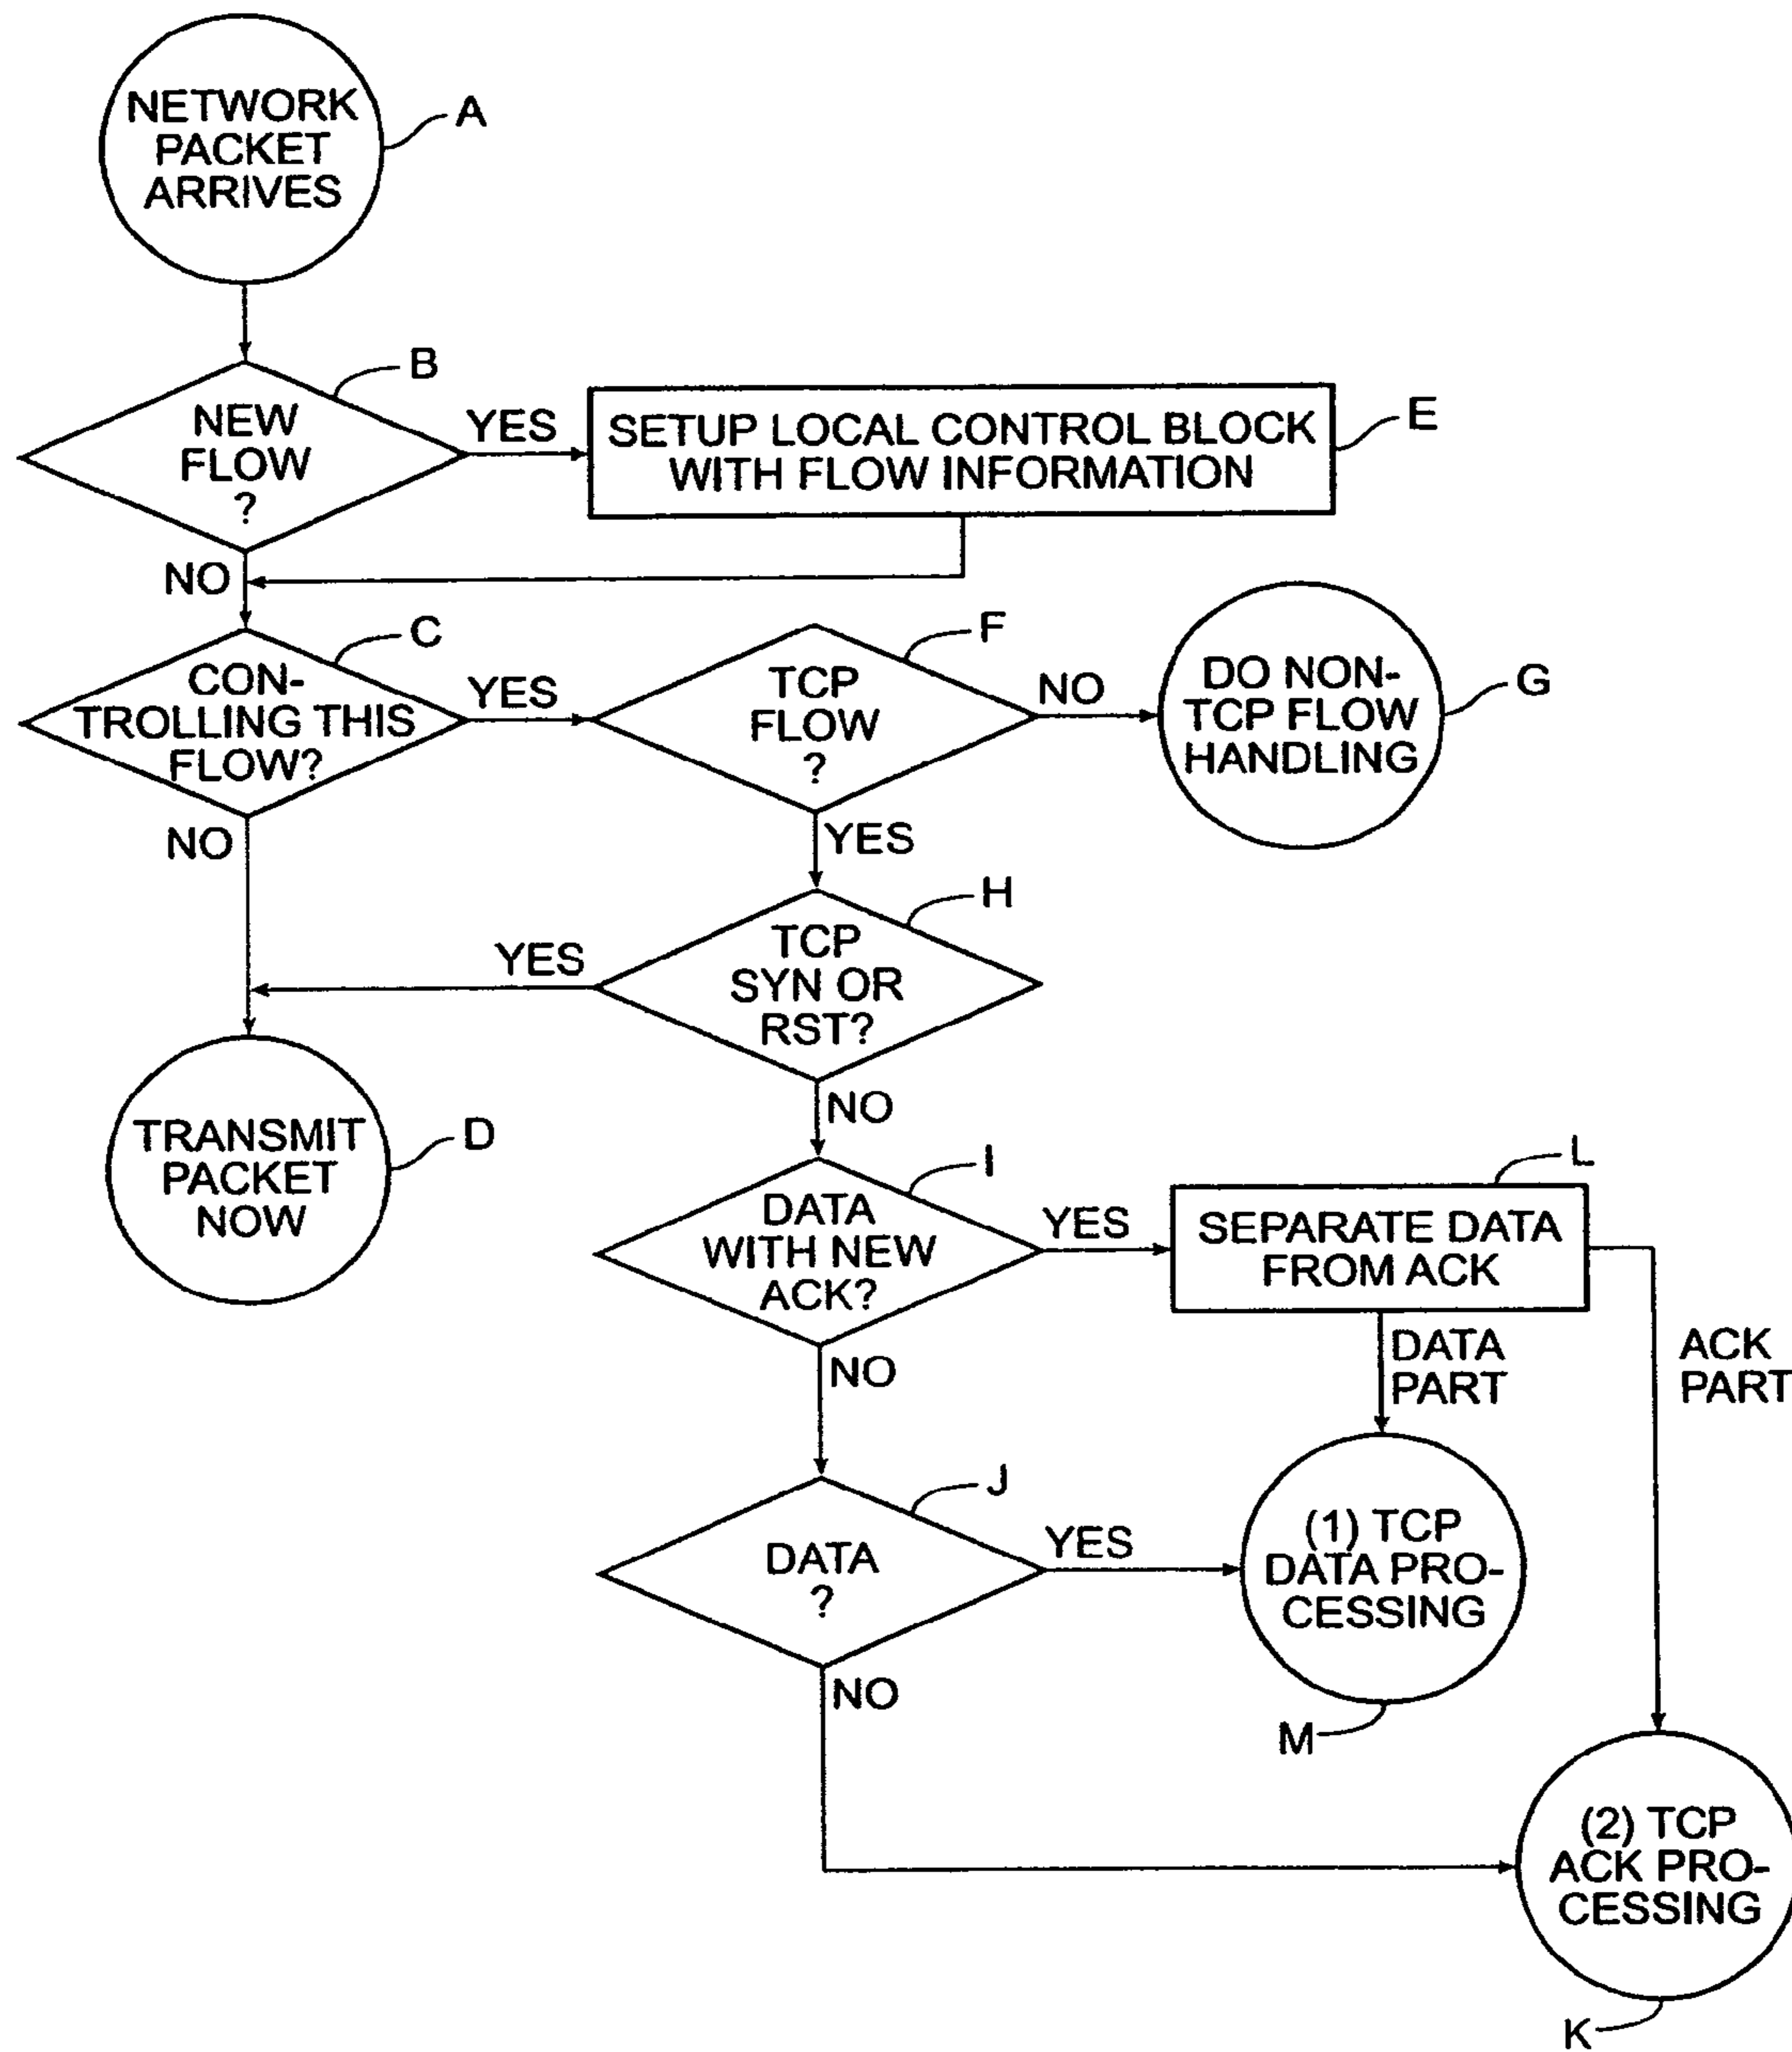 NETWORK
PACKET
ARRIVES
A
B
NEW
FLOW
?
YES
SETUP LOCAL CONTROL BLOCK
WITH FLOW INFORMATION
E
NO
C
CON-
TROLLING THIS
FLOW?
YES
F
TCP
FLOW
?
NO
DO NON-
TCP FLOW
HANDLING
G
NO
YES
H
TCP
SYN OR
RST?
YES
NO
TRANSMIT
PACKET
NOW
D
I
DATA
WITH NEW
ACK?
YES
L
SEPARATE DATA
FROM ACK
DATA
PART
ACK
PART
NO
J
DATA
?
YES
(1) TCP
DATA PRO-
CESSING
M
NO
(2) TCP
ACK PRO-
CESSING
K